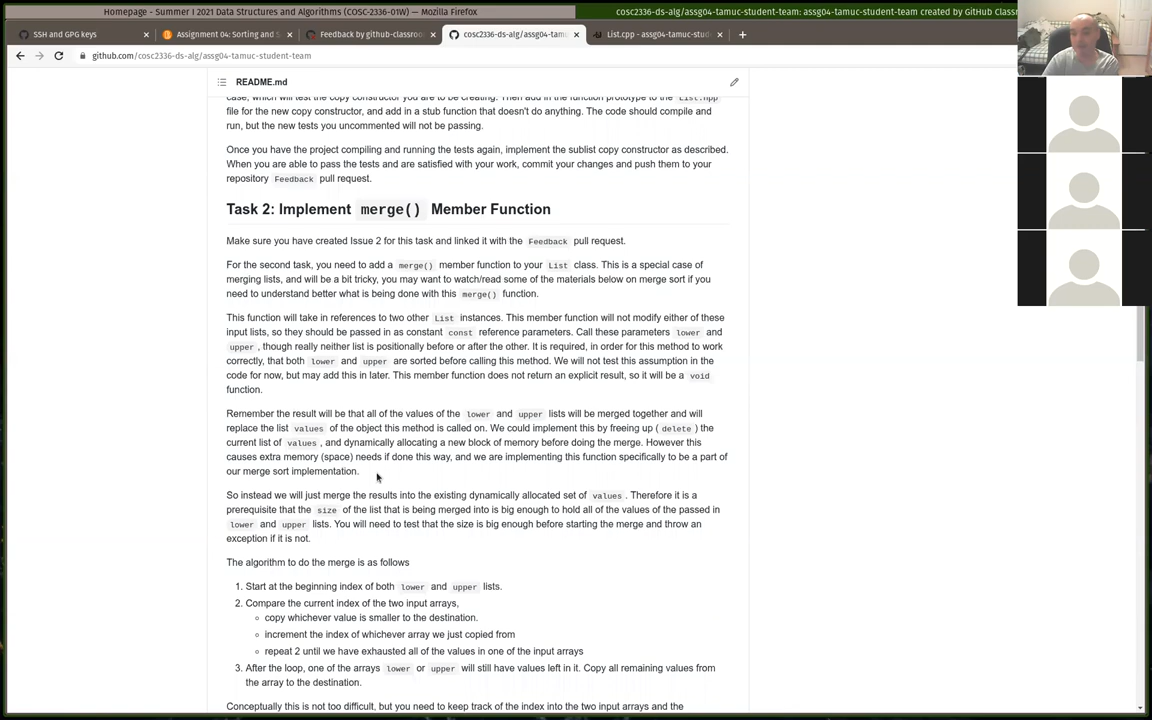 Homepage - Summer I 2021 Data Structures and Algorithms (COSC-2336-01W) — Mozilla Firefox
cosc2336-ds-alg/assg04-tamuc-student-team: assg04-tamuc-student-team created by GitHub Class
SSH and GPG keys
Assignment 04: Sorting and S
Feedback by github-classroo
cosc2336-ds-alg/assg04-tamu
List.cpp - assg04-tamuc-stude
github.com/cosc2336-ds-alg/assg04-tamuc-student-team
README.md
case, which will test the copy constructor you are to be creating. Then add in the function prototype to the List.hpp
file for the new copy constructor, and add in a stub function that doesn't do anything. The code should compile and
run, but the new tests you uncommented will not be passing.
Once you have the project compiling and running the tests again, implement the sublist copy constructor as described.
When you are able to pass the tests and are satisfied with your work, commit your changes and push them to your
repository Feedback pull request.
Task 2: Implement merge() Member Function
Make sure you have created Issue 2 for this task and linked it with the Feedback pull request.
For the second task, you need to add a merge() member function to your List class. This is a special case of
merging lists, and will be a bit tricky, you may want to watch/read some of the materials below on merge sort if you
need to understand better what is being done with this merge() function.
This function will take in references to two other List instances. This member function will not modify either of these
input lists, so they should be passed in as constant const reference parameters. Call these parameters lower and
upper, though really neither list is positionally before or after the other. It is required, in order for this method to work
correctly, that both lower and upper are sorted before calling this method. We will not test this assumption in the
code for now, but may add this in later. This member function does not return an explicit result, so it will be a void
function.
Remember the result will be that all of the values of the lower and upper lists will be merged together and will
replace the list values of the object this method is called on. We could implement this by freeing up (delete) the
current list of values, and dynamically allocating a new block of memory before doing the merge. However this
causes extra memory (space) needs if done this way, and we are implementing this function specifically to be a part of
our merge sort implementation.
So instead we will just merge the results into the existing dynamically allocated set of values. Therefore it is a
prerequisite that the size of the list that is being merged into is big enough to hold all of the values of the passed in
lower and upper lists. You will need to test that the size is big enough before starting the merge and throw an
exception if it is not.
The algorithm to do the merge is as follows
1. Start at the beginning index of both lower and upper lists.
2. Compare the current index of the two input arrays,
copy whichever value is smaller to the destination.
increment the index of whichever array we just copied from
repeat 2 until we have exhausted all of the values in one of the input arrays
3. After the loop, one of the arrays lower or upper will still have values left in it. Copy all remaining values from
the array to the destination.
Conceptually this is not too difficult, but you need to keep track of the index into the two input arrays and the